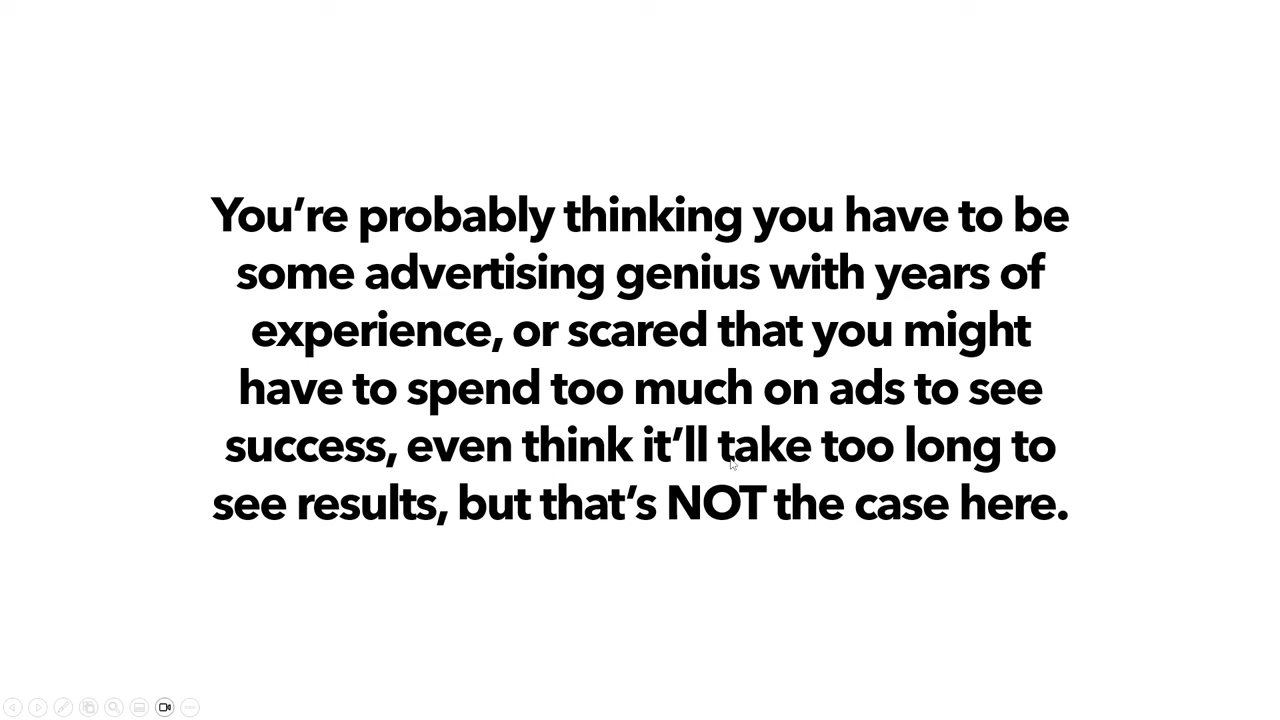 You’re probably thinking you have to be
some advertising genius with years of
experience, or scared that you might
have to spend too much on ads to see
success, even think it’ll take too long to
see results, but that’s NOT the case here.